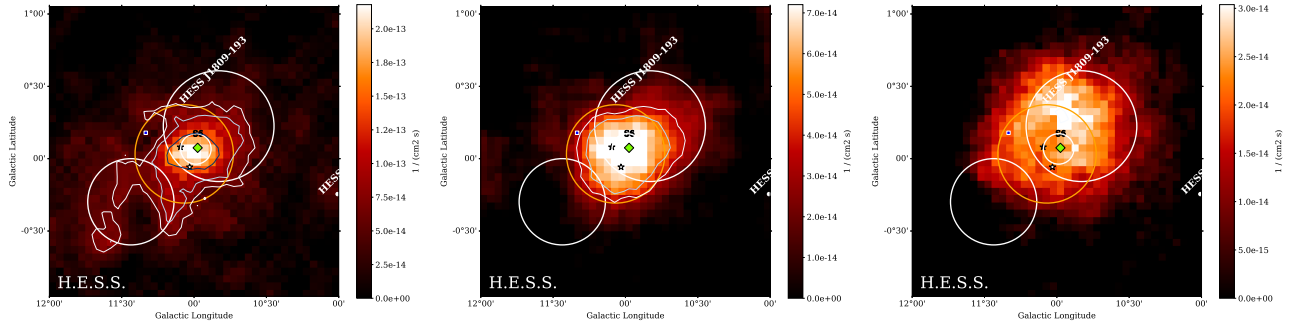 1°00'
0°30'
0°00'
-0°30'
Galactic Latitude
12°00'
11°30'
00'
10°30'
00'
Galactic Longitude
HESS J1809-193
HESS
H.E.S.S.
2.0e-13
1.8e-13
1.5e-13
1.3e-13
1.0e-13
7.5e-14
5.0e-14
2.5e-14
0.0e+00
1 / (cm2 s)
1°00'
0°30'
0°00'
-0°30'
Galactic Latitude
12°00'
11°30'
00'
10°30'
00'
Galactic Longitude
HESS J1809-193
HESS
H.E.S.S.
7.0e-14
6.0e-14
5.0e-14
4.0e-14
3.0e-14
2.0e-14
1.0e-14
0.0e+00
1 / (cm2 s)
1°00'
0°30'
0°00'
-0°30'
Galactic Latitude
12°00'
11°30'
00'
10°30'
00'
Galactic Longitude
HESS J1809-193
HESS
H.E.S.S.
3.0e-14
2.5e-14
2.0e-14
1.5e-14
1.0e-14
5.0e-15
0.0e+00
1 / (cm2 s)